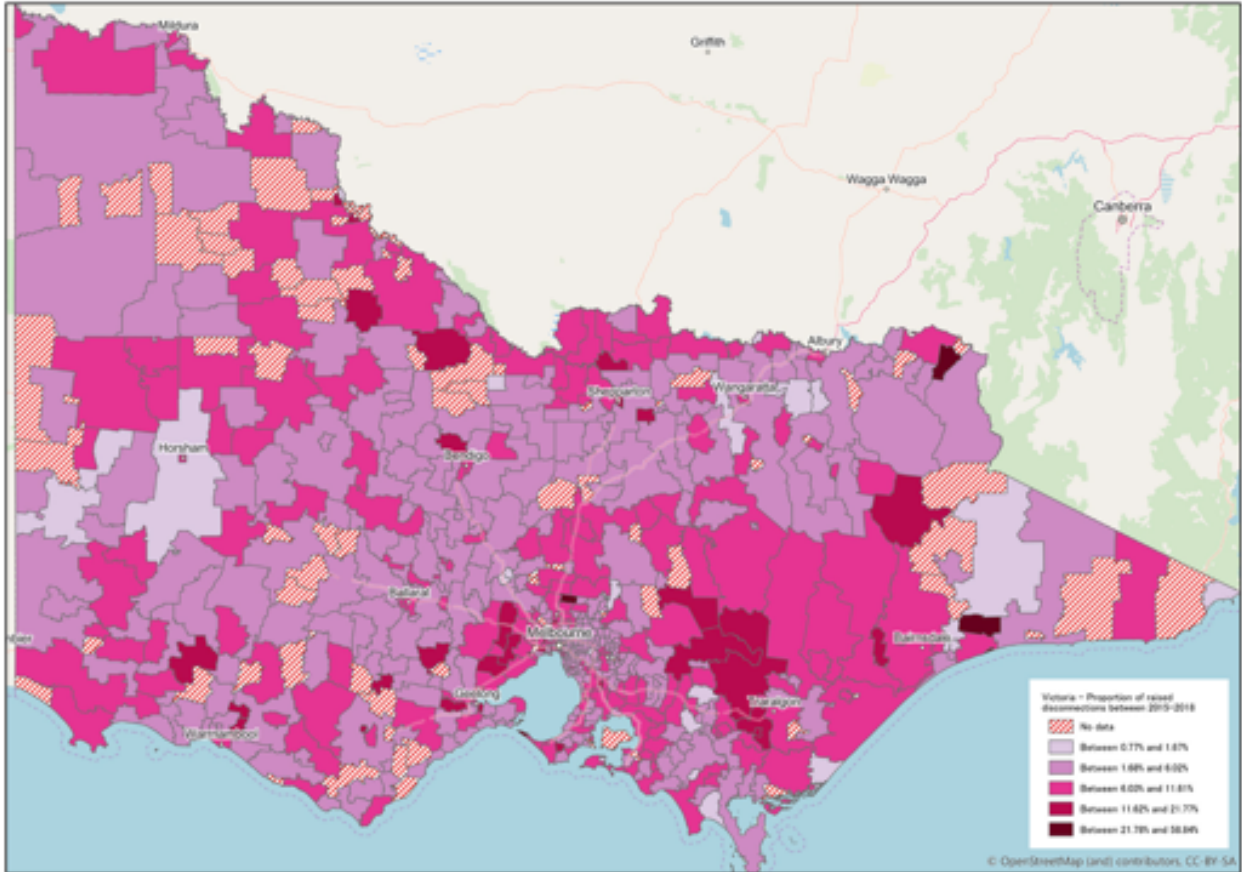 Mildura
Griffith
Wagga Wagga
Canberra
Albury
Shepparton
Wangaratta
Horsham
Bendigo
Ballarat
Melbourne
Bairnsdale
Geelong
Traralgon
Warrnambool
Victoria - Proportion of raised
disconnections between 2015-2018
No data
Between 0.77% and 1.67%
Between 1.68% and 6.02%
Between 6.03% and 11.61%
Between 11.62% and 21.77%
Between 21.78% and 58.84%
© OpenStreetMap (and) contributors, CC-BY-SA